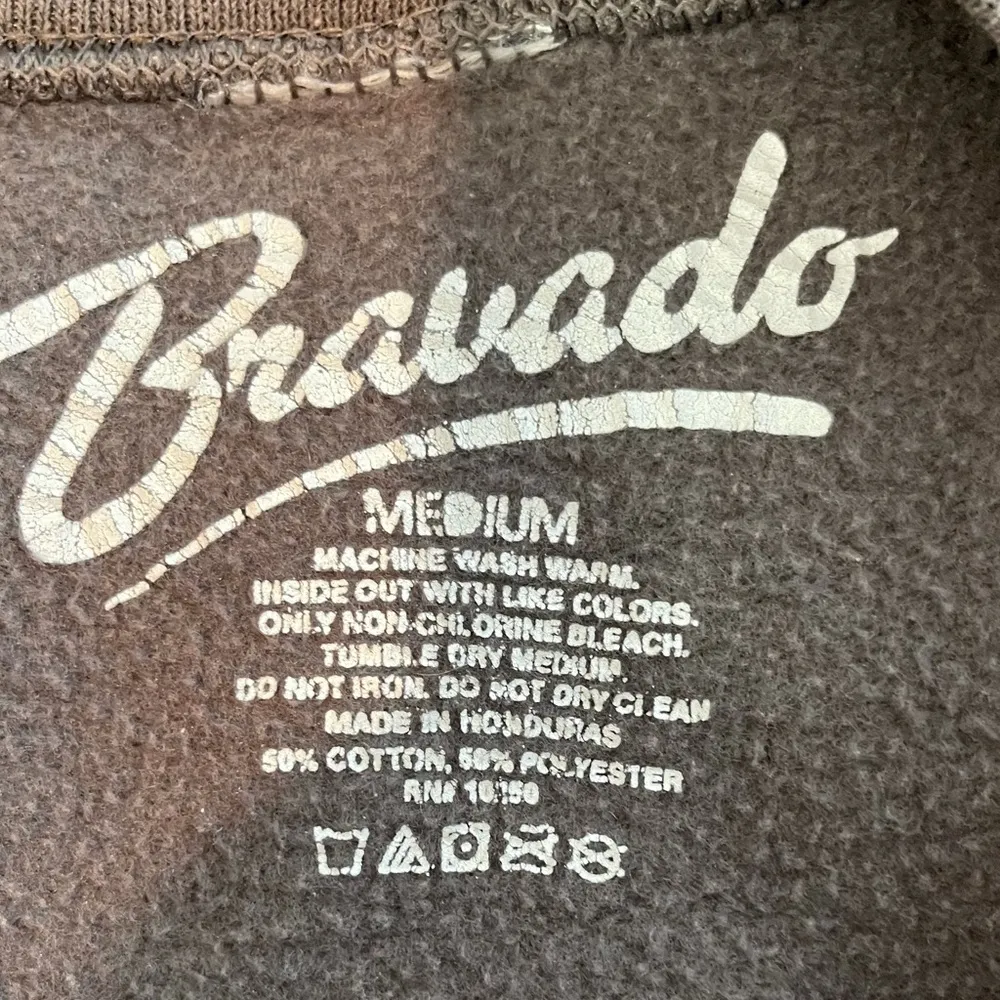 Bravado
MEDIUM
MACHINE WASH WARM.
INSIDE OUT WITH LIKE COLORS.
ONLY NON-CHLORINE BLEACH.
TUMBLE DRY MEDIUM.
DO NOT IRON. DO NOT DRY CLEAN
MADE IN HONDURAS
50% COTTON, 50% POLYESTER
RN#